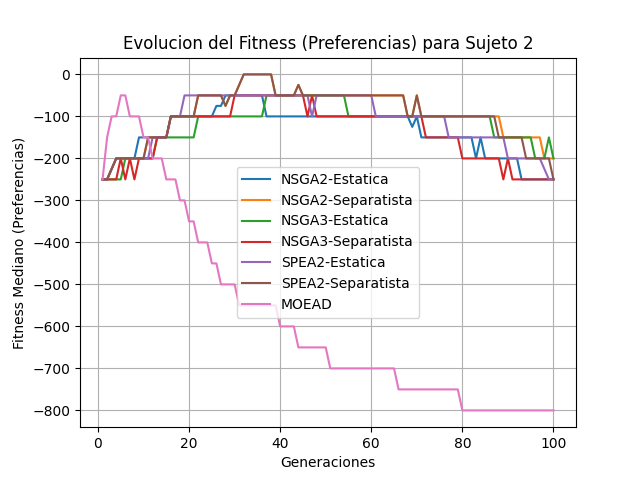 Evolucion del Fitness (Preferencias) para Sujeto 2
Fitness Mediano (Preferencias)
0
−100
−200
−300
−400
−500
−600
−700
−800
NSGA2-Estatica
NSGA2-Separatista
NSGA3-Estatica
NSGA3-Separatista
SPEA2-Estatica
SPEA2-Separatista
MOEAD
0
20
40
60
80
100
Generaciones